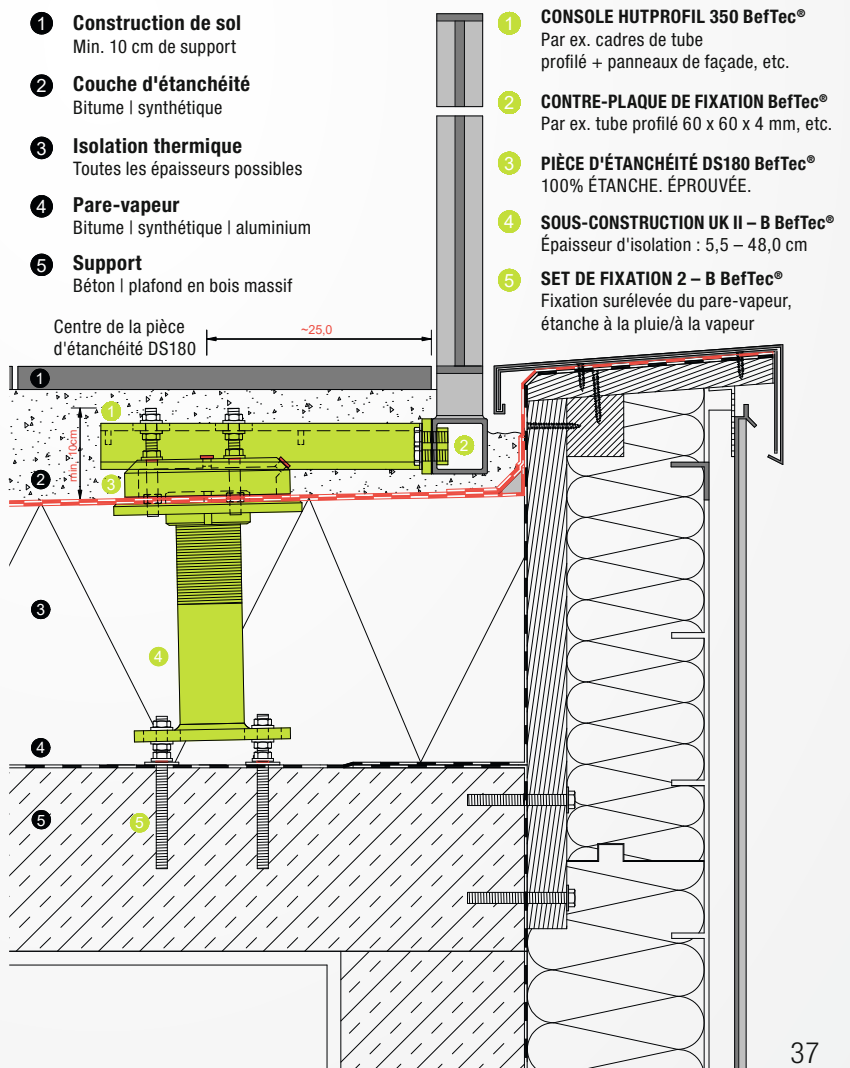 1 Construction de sol
Min. 10 cm de support
2 Couche d'étanchéité
Bitume | synthétique
3 Isolation thermique
Toutes les épaisseurs possibles
4 Pare-vapeur
Bitume | synthétique | aluminium
5 Support
Béton | plafond en bois massif
1 CONSOLE HUTPROFIL 350 BefTec®
Par ex. cadres de tube
profilé + panneaux de façade, etc.
2 CONTRE-PLAQUE DE FIXATION BefTec®
Par ex. tube profilé 60 x 60 x 4 mm, etc.
3 PIÈCE D'ÉTANCHÉITÉ DS180 BefTec®
100% ÉTANCHE. ÉPROUVÉE.
4 SOUS-CONSTRUCTION UK II – B BefTec®
Épaisseur d'isolation : 5,5 – 48,0 cm
5 SET DE FIXATION 2 – B BefTec®
Fixation surélevée du pare-vapeur,
étanche à la pluie/à la vapeur
Centre de la pièce
d'étanchéité DS180
~25,0
1
1
2
min. 10cm
2
3
3
4
4
5
5
37